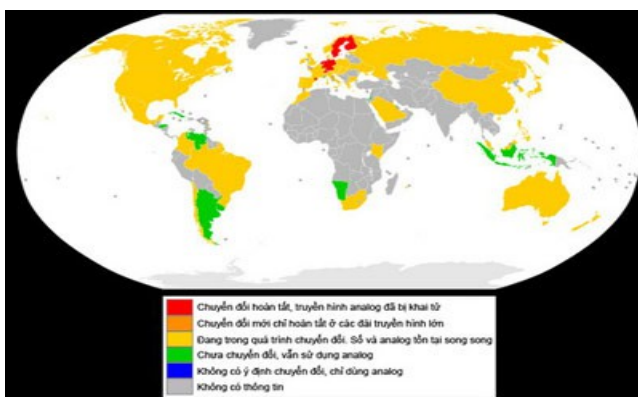 Chuyển đổi hoàn tất, truyền hình analog đã bị khai tử
Chuyển đổi mới chỉ hoàn tất ở các đài truyền hình lớn
Đang trong quá trình chuyển đổi. Số và analog tồn tại song song
Chưa chuyển đổi, vẫn sử dụng analog
Không có ý định chuyển đổi, chỉ dùng analog
Không có thông tin